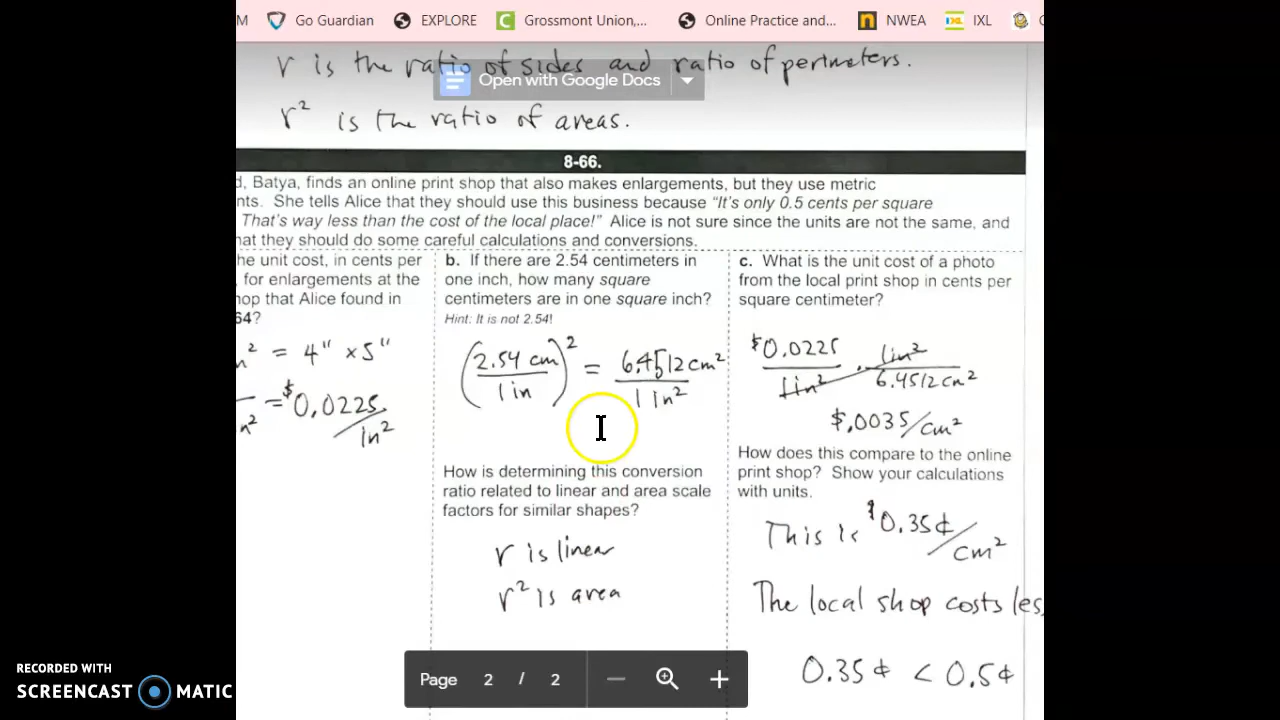 M Go Guardian EXPLORE Grossmont Union,... Online Practice and... NWEA IXL
r is the ratio of sides and ratio of perimeters.
Open with Google Docs
r² is the ratio of areas.
8-66.
d, Batya, finds an online print shop that also makes enlargements, but they use metric
nts. She tells Alice that they should use this business because "It's only 0.5 cents per square
That's way less than the cost of the local place!" Alice is not sure since the units are not the same, and
hat they should do some careful calculations and conversions.
he unit cost, in cents per
for enlargements at the
hop that Alice found in
64?
n² = 4" x 5"
n² = $0.0225/in²
b. If there are 2.54 centimeters in
one inch, how many square
centimeters are in one square inch?
Hint: It is not 2.54!
(2.54 cm / 1 in)² = 6.4512 cm² / 1 in²
How is determining this conversion
ratio related to linear and area scale
factors for similar shapes?
r is linear
r² is area
c. What is the unit cost of a photo
from the local print shop in cents per
square centimeter?
$0.0225 / 1in² · 1in² / 6.4512 cm²
$.0035/cm²
How does this compare to the online
print shop? Show your calculations
with units.
This is $0.35¢/cm²
The local shop costs les
0.35¢ < 0.5¢
Page 2 / 2
RECORDED WITH
SCREENCAST MATIC